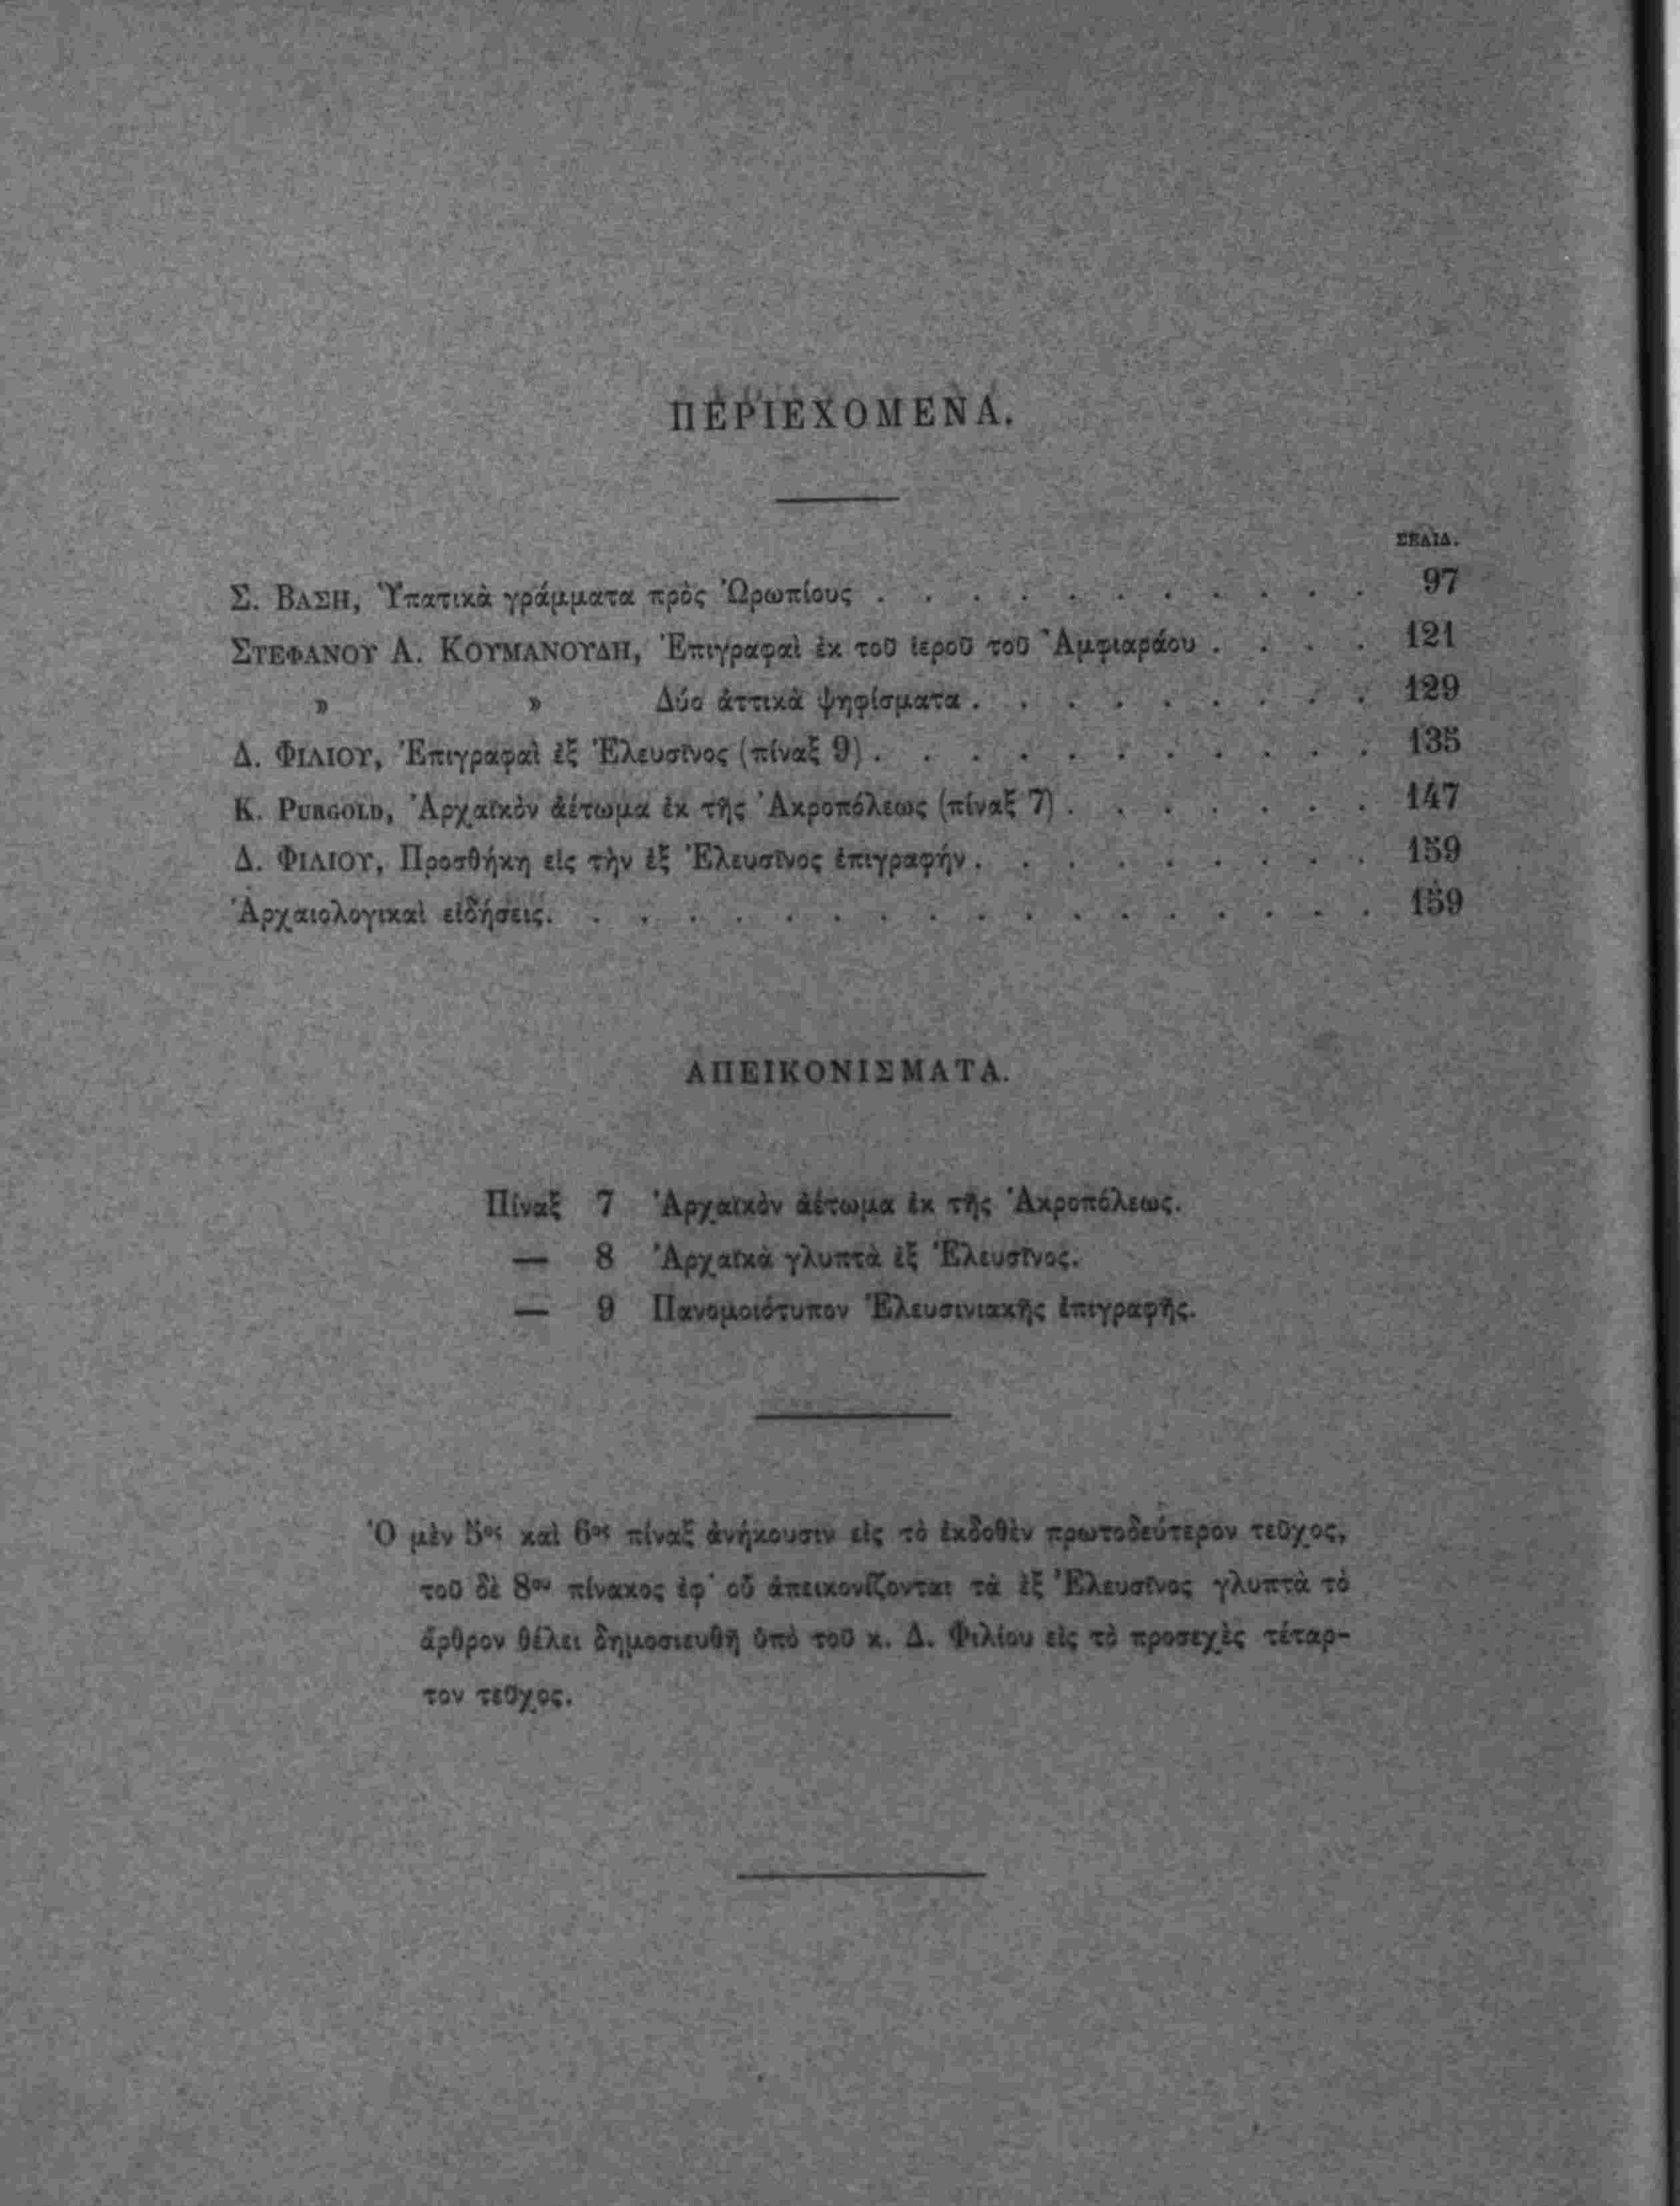 ΠΕΡΙΕΧΟΜΕΝΑ.
ΣΕΛΙΔ.
Σ. ΒΑΣΗ, Ὑπατικὰ γράμματα πρὸς Ὠρωπίους . . . . . . . . . . . 97
ΣΤΕΦΑΝΟΥ Α. ΚΟΥΜΑΝΟΥΔΗ, Ἐπιγραφαὶ ἐκ τοῦ ἱεροῦ τοῦ Ἀμφιαράου . . . . 121
» » Δύο ἀττικὰ ψηφίσματα . . . . . . . . . 129
Δ. ΦΙΛΙΟΥ, Ἐπιγραφαὶ ἐξ Ἐλευσῖνος (πίναξ 9) . . . . . . . . . . . 135
K. PURGOLD, Ἀρχαϊκὸν ἀέτωμα ἐκ τῆς Ἀκροπόλεως (πίναξ 7) . . . . . . . 147
Δ. ΦΙΛΙΟΥ, Προσθήκη εἰς τὴν ἐξ Ἐλευσῖνος ἐπιγραφήν . . . . . . . . . 159
Ἀρχαιολογικαὶ εἰδήσεις. . . . . . . . . . . . . . . . . . 159
ΑΠΕΙΚΟΝΙΣΜΑΤΑ.
Πίναξ 7 Ἀρχαϊκὸν ἀέτωμα ἐκ τῆς Ἀκροπόλεως.
— 8 Ἀρχαϊκὰ γλυπτὰ ἐξ Ἐλευσῖνος.
— 9 Πανομοιότυπον Ἐλευσινιακῆς ἐπιγραφῆς.
Ὁ μὲν 5ος καὶ 6ος πίναξ ἀνήκουσιν εἰς τὸ ἐκδοθὲν πρωτοδεύτερον τεῦχος,
τοῦ δὲ 8ου πίνακος ἐφ' οὗ ἀπεικονίζονται τὰ ἐξ Ἐλευσῖνος γλυπτὰ τὸ
ἄρθρον θέλει δημοσιευθῆ ὑπὸ τοῦ κ. Δ. Φιλίου εἰς τὸ προσεχὲς τέταρ-
τον τεῦχος.